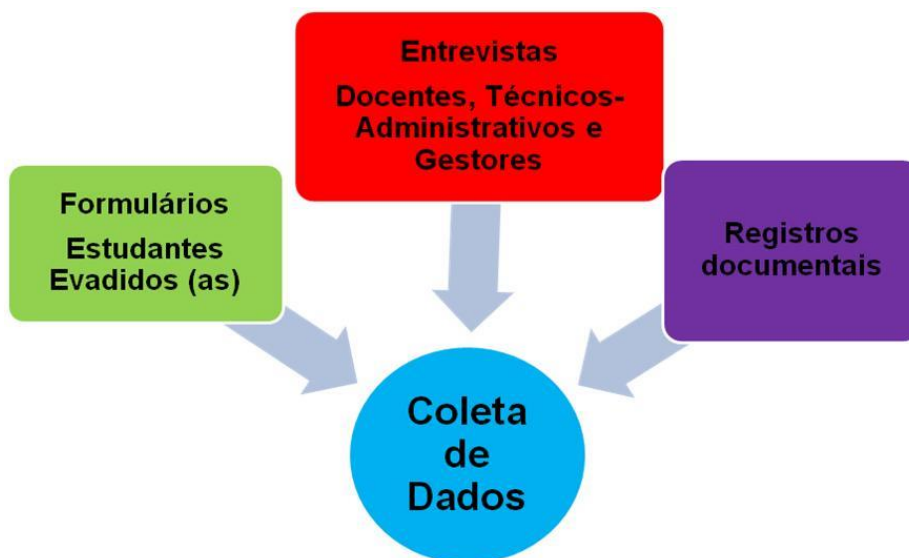 Entrevistas
Docentes, Técnicos-
Administrativos e
Gestores
Formulários
Estudantes
Evadidos (as)
Registros
documentais
Coleta
de
Dados